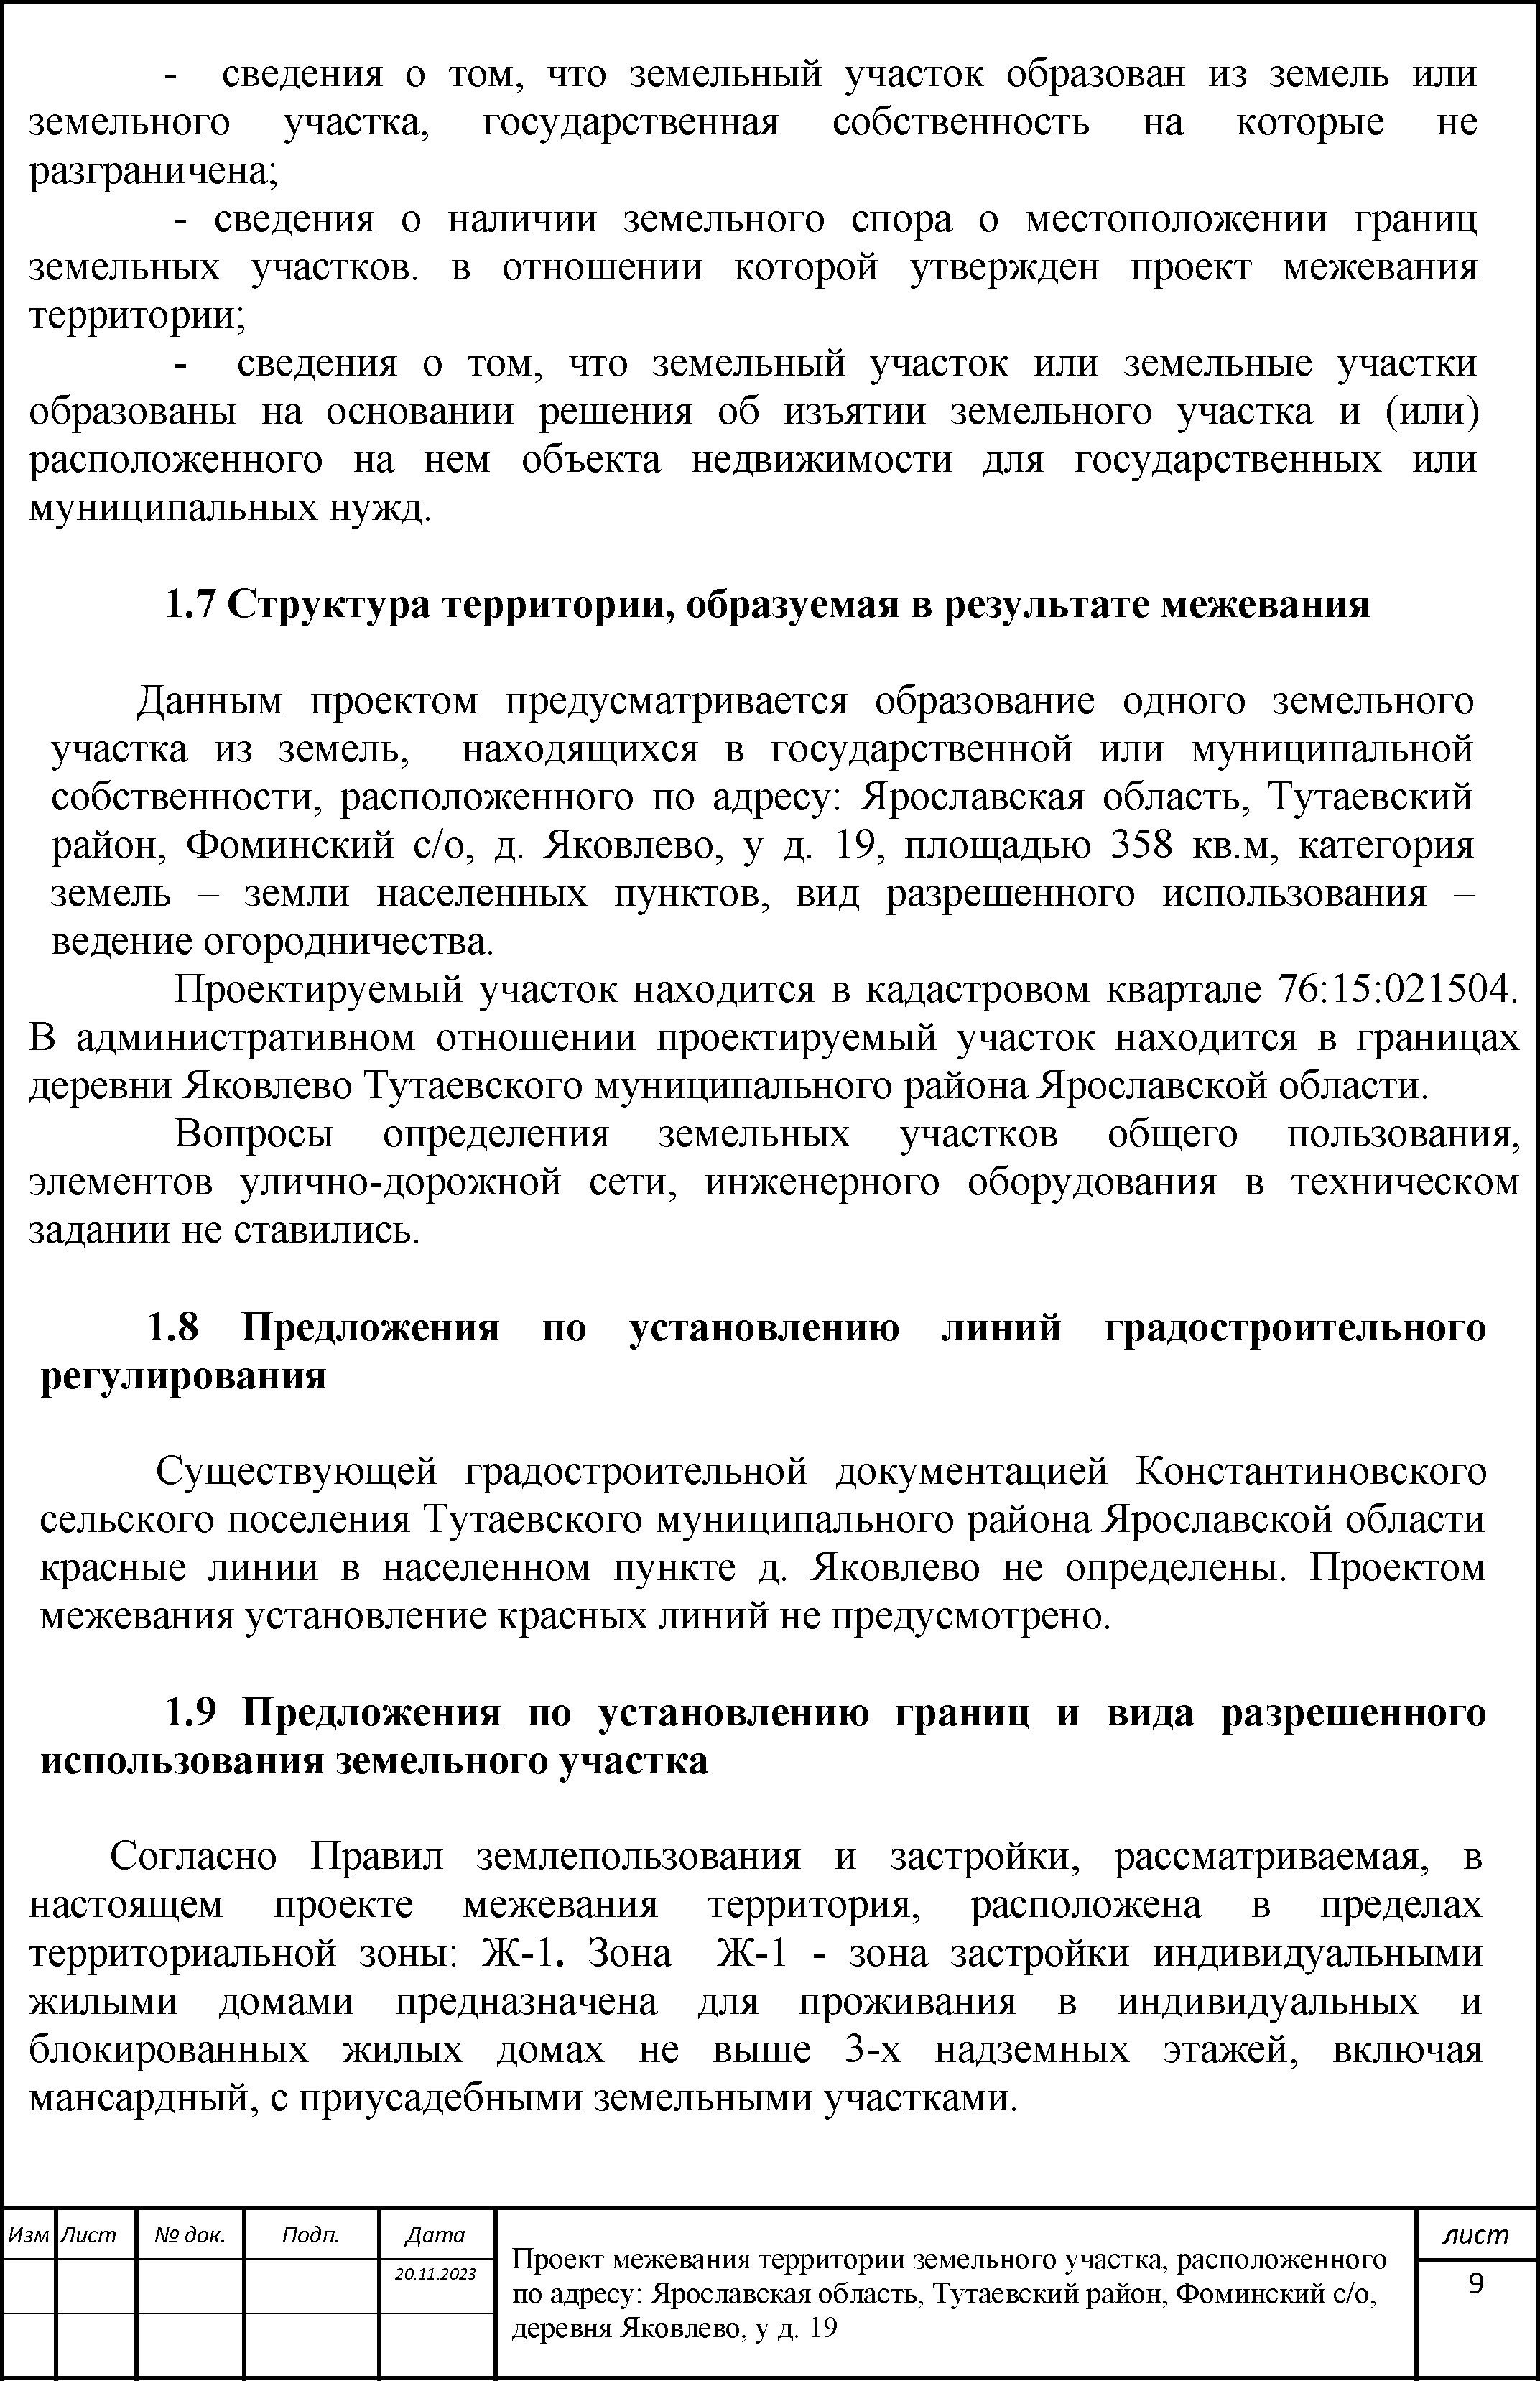 - сведения о том, что земельный участок образован из земель или
земельного участка, государственная собственность на которые не
разграничена;
- сведения о наличии земельного спора о местоположении границ
земельных участков. в отношении которой утвержден проект межевания
территории;
- сведения о том, что земельный участок или земельные участки
образованы на основании решения об изъятии земельного участка и (или)
расположенного на нем объекта недвижимости для государственных или
муниципальных нужд.
1.7 Структура территории, образуемая в результате межевания
Данным проектом предусматривается образование одного земельного
участка из земель, находящихся в государственной или муниципальной
собственности, расположенного по адресу: Ярославская область, Тутаевский
район, Фоминский с/о, д. Яковлево, у д. 19, площадью 358 кв.м, категория
земель – земли населенных пунктов, вид разрешенного использования –
ведение огородничества.
Проектируемый участок находится в кадастровом квартале 76:15:021504.
В административном отношении проектируемый участок находится в границах
деревни Яковлево Тутаевского муниципального района Ярославской области.
Вопросы определения земельных участков общего пользования,
элементов улично-дорожной сети, инженерного оборудования в техническом
задании не ставились.
1.8 Предложения по установлению линий градостроительного
регулирования
Существующей градостроительной документацией Константиновского
сельского поселения Тутаевского муниципального района Ярославской области
красные линии в населенном пункте д. Яковлево не определены. Проектом
межевания установление красных линий не предусмотрено.
1.9 Предложения по установлению границ и вида разрешенного
использования земельного участка
Согласно Правил землепользования и застройки, рассматриваемая, в
настоящем проекте межевания территория, расположена в пределах
территориальной зоны: Ж-1. Зона Ж-1 - зона застройки индивидуальными
жилыми домами предназначена для проживания в индивидуальных и
блокированных жилых домах не выше 3-х надземных этажей, включая
мансардный, с приусадебными земельными участками.
Изм Лист № док. Подп. Дата
20.11.2023
Проект межевания территории земельного участка, расположенного
по адресу: Ярославская область, Тутаевский район, Фоминский с/о,
деревня Яковлево, у д. 19
лист
9